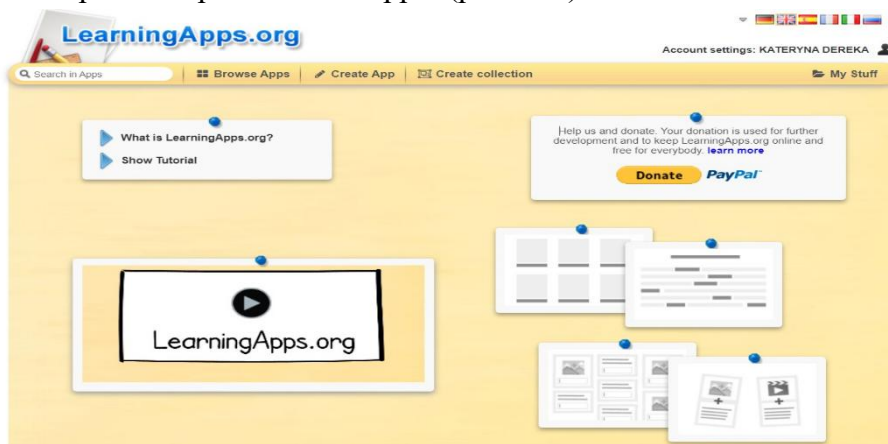 LearningApps.org
Account settings: KATERYNA DEREKA
Search in Apps
Browse Apps
Create App
Create collection
My Stuff
What is LearningApps.org?
Show Tutorial
Help us and donate. Your donation is used for further
development and to keep LearningApps.org online and
free for everybody. learn more
Donate PayPal
LearningApps.org